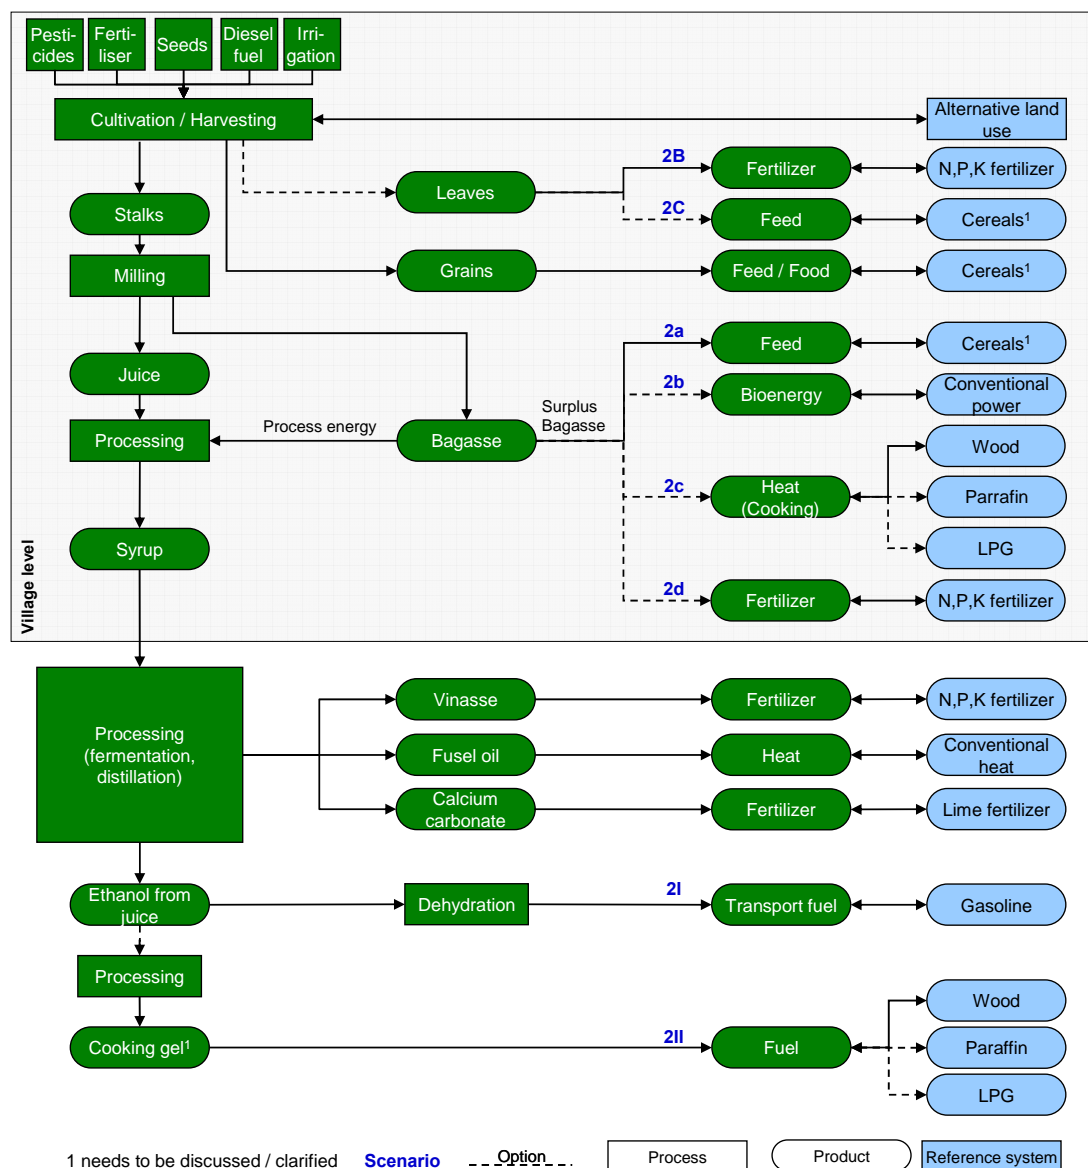 Pesti-
cides
Ferti-
liser
Seeds
Diesel
fuel
Irri-
gation
Cultivation / Harvesting
Alternative land
use
2B
Fertilizer
N,P,K fertilizer
Leaves
2C
Feed
Cereals1
Stalks
Grains
Feed / Food
Cereals1
Milling
2a
Feed
Cereals1
Juice
2b
Bioenergy
Conventional
power
Surplus
Bagasse
Process energy
Processing
Bagasse
Wood
2c
Heat
(Cooking)
Parrafin
Syrup
LPG
2d
Fertilizer
N,P,K fertilizer
Village level
Processing
(fermentation,
distillation)
Vinasse
Fertilizer
N,P,K fertilizer
Fusel oil
Heat
Conventional
heat
Calcium
carbonate
Fertilizer
Lime fertilizer
Ethanol from
juice
Dehydration
2I
Transport fuel
Gasoline
Processing
Wood
Cooking gel1
2II
Fuel
Paraffin
LPG
1 needs to be discussed / clarified
Scenario
Option
Process
Product
Reference system